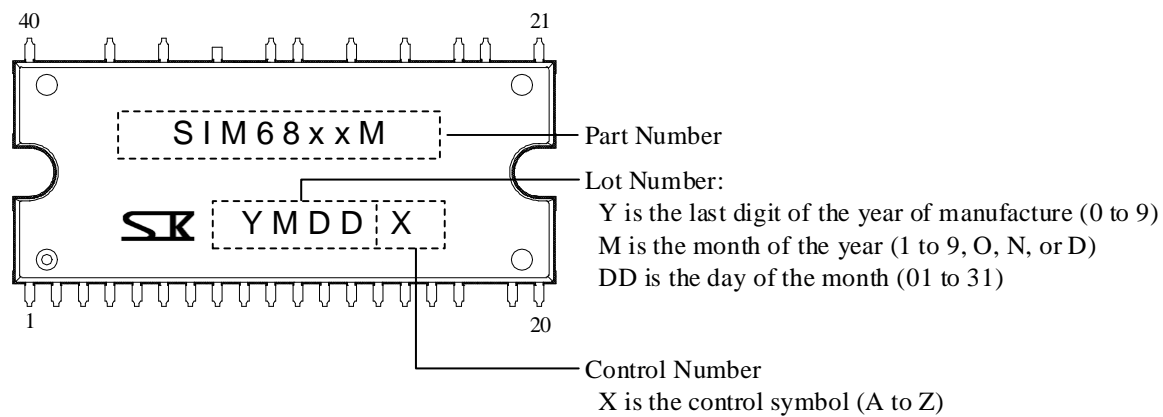 40 21
SIM68xxM
Part Number
Lot Number:
Y is the last digit of the year of manufacture (0 to 9)
M is the month of the year (1 to 9, O, N, or D)
DD is the day of the month (01 to 31)
SK YMDD X
1 20
Control Number
X is the control symbol (A to Z)